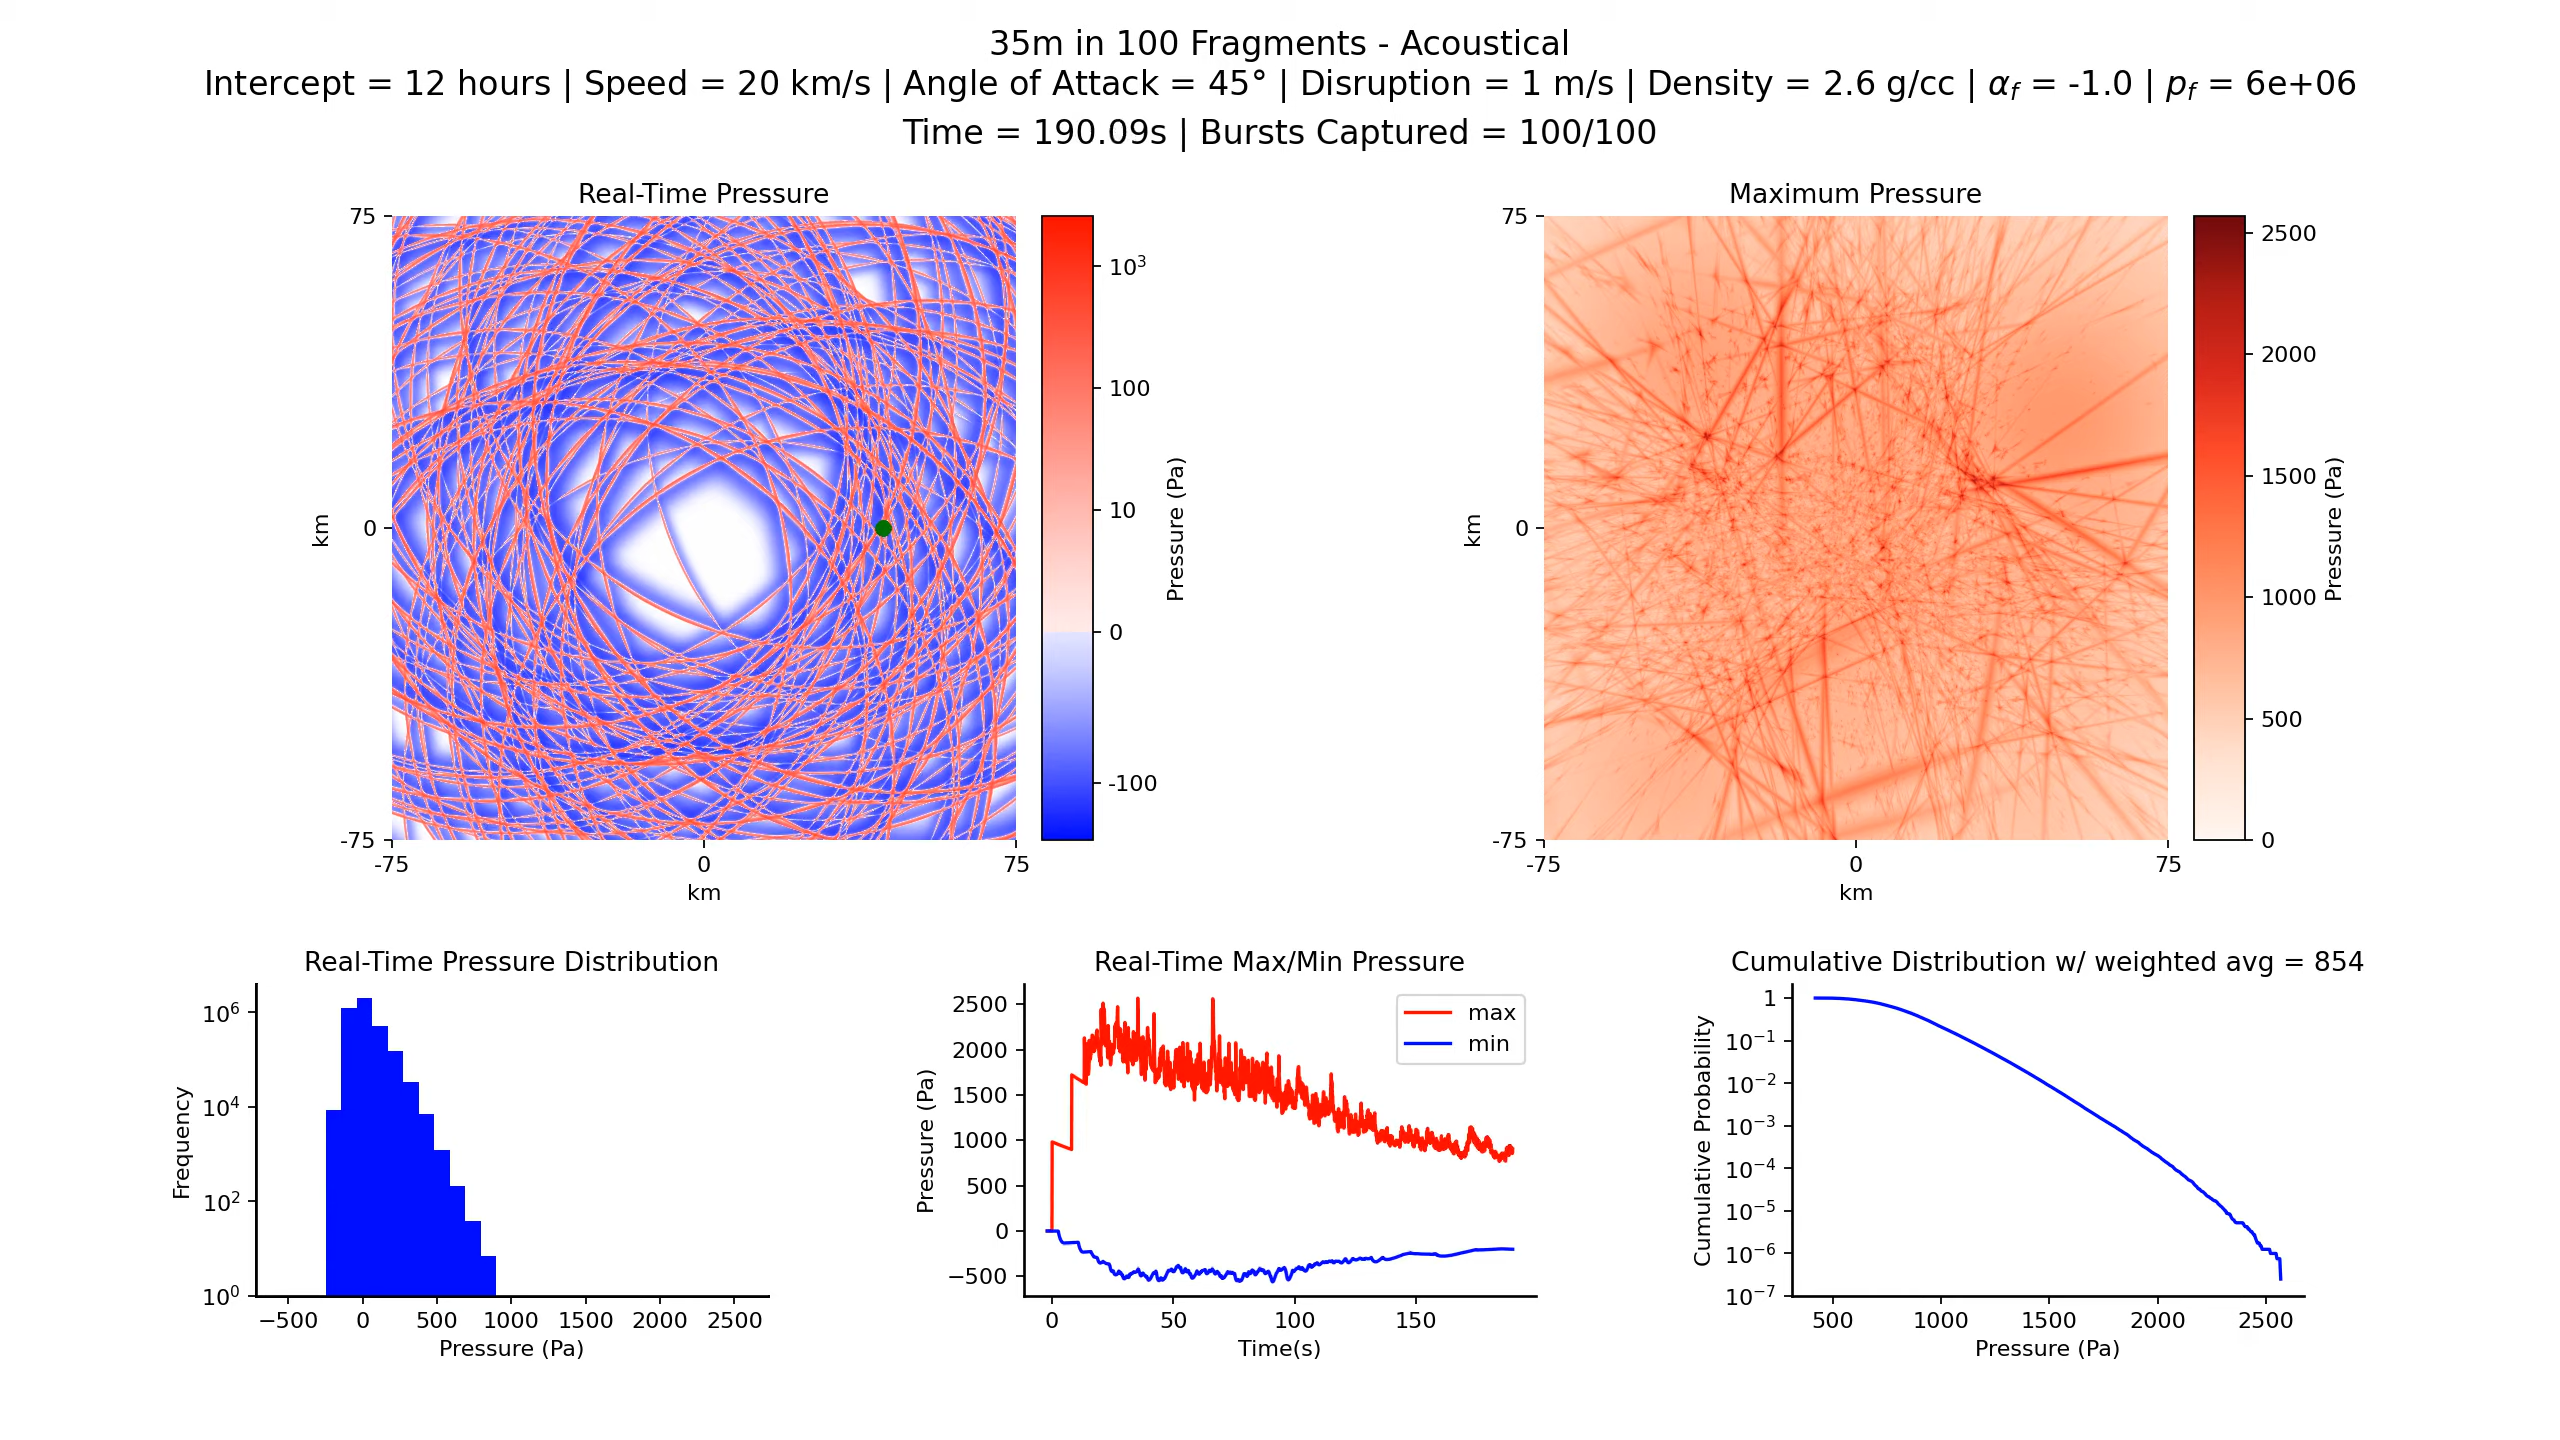 35m in 100 Fragments - Acoustical
Intercept = 12 hours | Speed = 20 km/s | Angle of Attack = 45° | Disruption = 1 m/s | Density = 2.6 g/cc | α_f = -1.0 | p_f = 6e+06
Time = 190.09s | Bursts Captured = 100/100
Real-Time Pressure
75
0
-75
km
-75
0
75
km
10³
100
10
0
-100
Pressure (Pa)
Maximum Pressure
75
0
-75
km
-75
0
75
km
2500
2000
1500
1000
500
0
Pressure (Pa)
Real-Time Pressure Distribution
10⁶
10⁴
10²
10⁰
Frequency
−500 0 500 1000 1500 2000 2500
Pressure (Pa)
Real-Time Max/Min Pressure
2500
2000
1500
1000
500
0
−500
Pressure (Pa)
max
min
0 50 100 150
Time(s)
Cumulative Distribution w/ weighted avg = 854
1
10⁻¹
10⁻²
10⁻³
10⁻⁴
10⁻⁵
10⁻⁶
10⁻⁷
Cumulative Probability
500 1000 1500 2000 2500
Pressure (Pa)